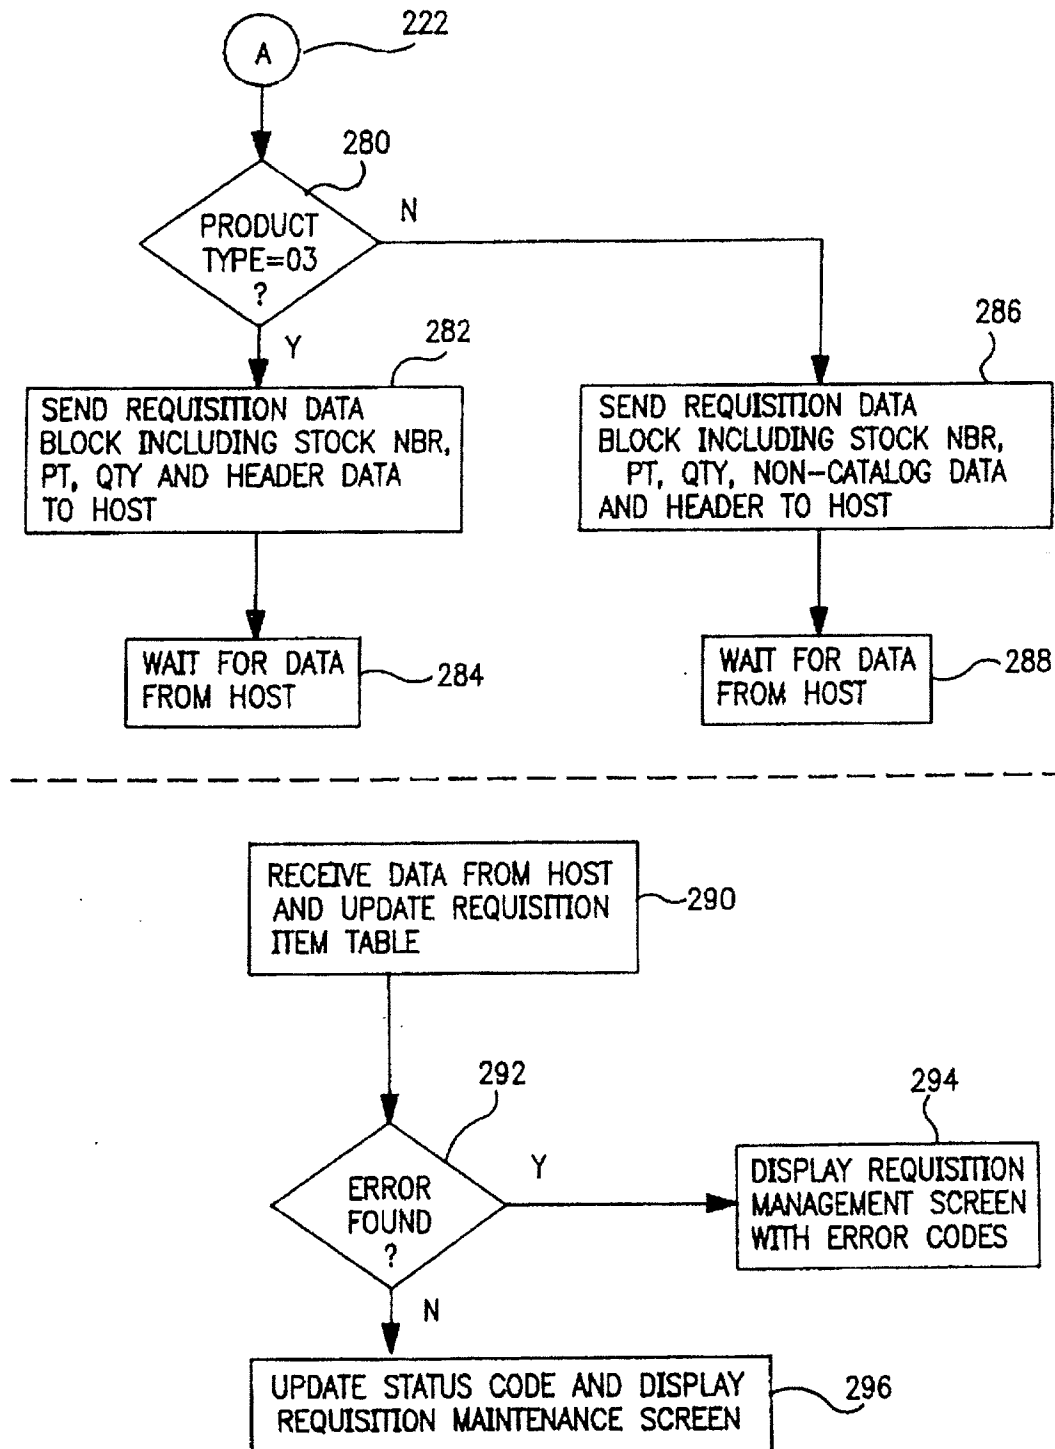 222
A
280
PRODUCT
TYPE=03
?
N
Y
282
SEND REQUISITION DATA
BLOCK INCLUDING STOCK NBR,
PT, QTY AND HEADER DATA
TO HOST
286
SEND REQUISITION DATA
BLOCK INCLUDING STOCK NBR,
PT, QTY, NON-CATALOG DATA
AND HEADER TO HOST
WAIT FOR DATA
FROM HOST
284
WAIT FOR DATA
FROM HOST
288
RECEIVE DATA FROM HOST
AND UPDATE REQUISITION
ITEM TABLE
290
292
ERROR
FOUND
?
Y
N
294
DISPLAY REQUISITION
MANAGEMENT SCREEN
WITH ERROR CODES
UPDATE STATUS CODE AND DISPLAY
REQUISITION MAINTENANCE SCREEN
296